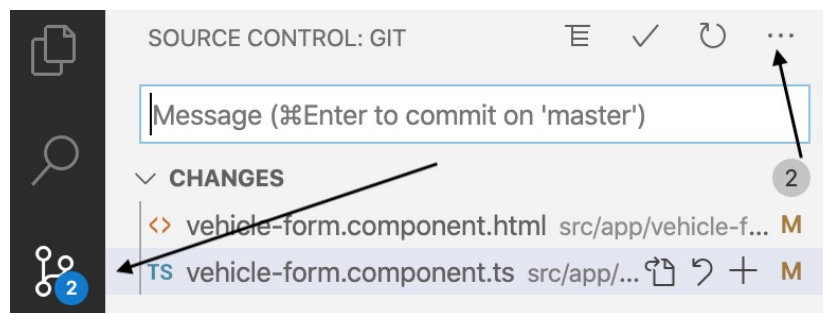 SOURCE CONTROL: GIT
Message (⌘Enter to commit on 'master')
CHANGES 2
<> vehicle-form.component.html src/app/vehicle-f... M
TS vehicle-form.component.ts src/app/... M
2